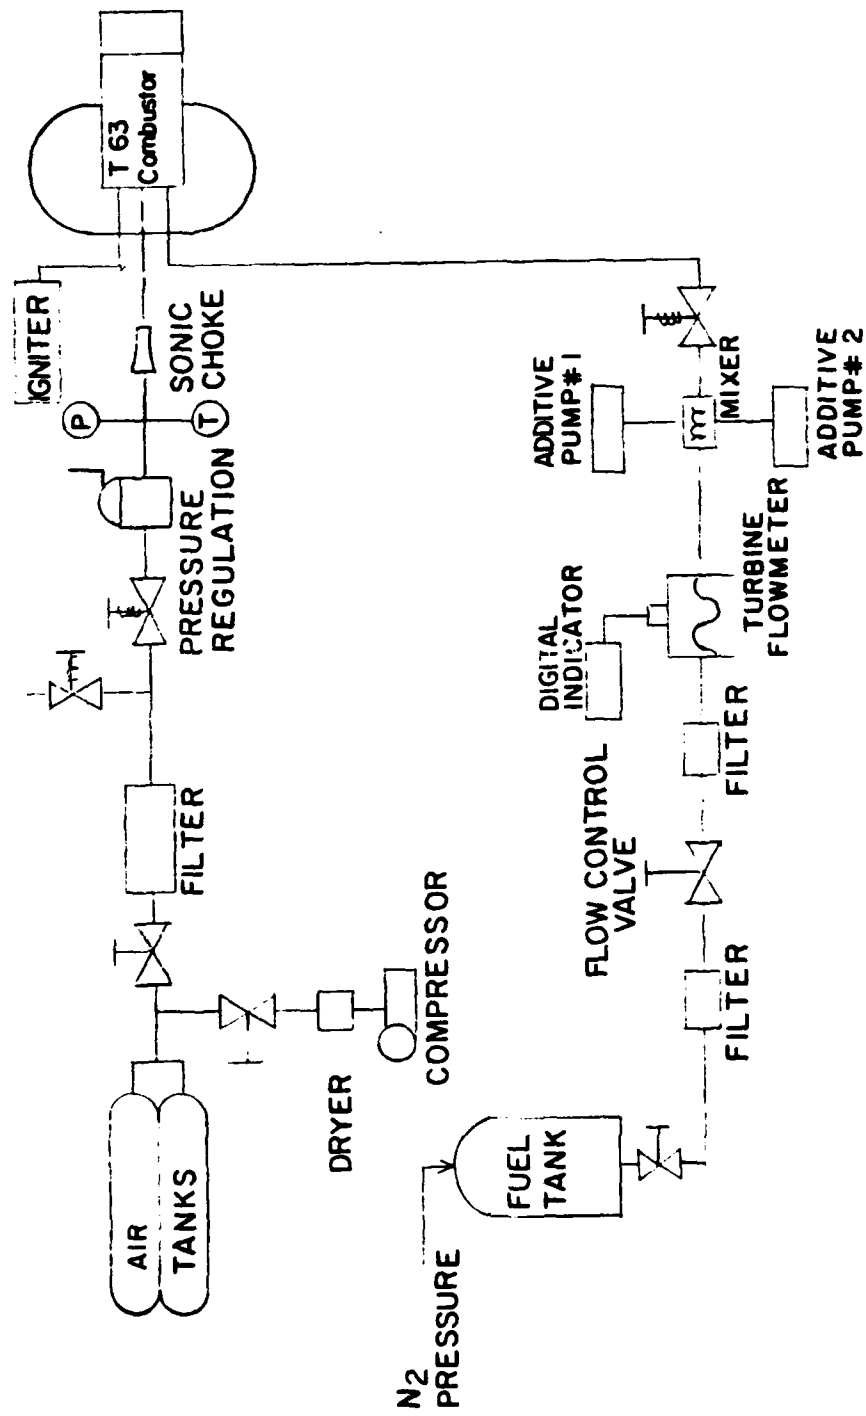 AIR
TANKS
DRYER
COMPRESSOR
FILTER
PRESSURE
REGULATION
P
T
SONIC
CHOKE
IGNITER
T 63
Combustor
N2
PRESSURE
FUEL
TANK
FILTER
FLOW CONTROL
VALVE
FILTER
DIGITAL
INDICATOR
TURBINE
FLOWMETER
ADDITIVE
PUMP#1
MIXER
ADDITIVE
PUMP# 2